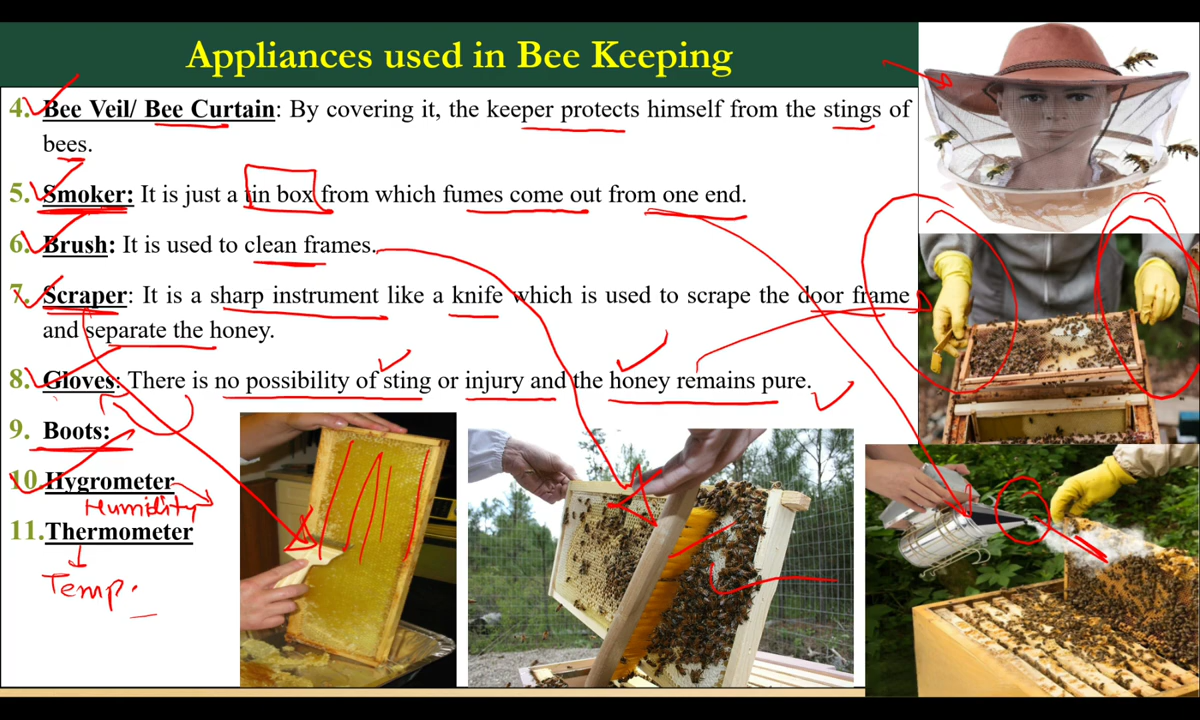 Appliances used in Bee Keeping
4. Bee Veil/ Bee Curtain: By covering it, the keeper protects himself from the stings of
bees.
5. Smoker: It is just a tin box from which fumes come out from one end.
6. Brush: It is used to clean frames.
7. Scraper: It is a sharp instrument like a knife which is used to scrape the door frame
and separate the honey.
8. Gloves: There is no possibility of sting or injury and the honey remains pure.
9. Boots:
10 Hygrometer
Humidity
11.Thermometer
Temp.